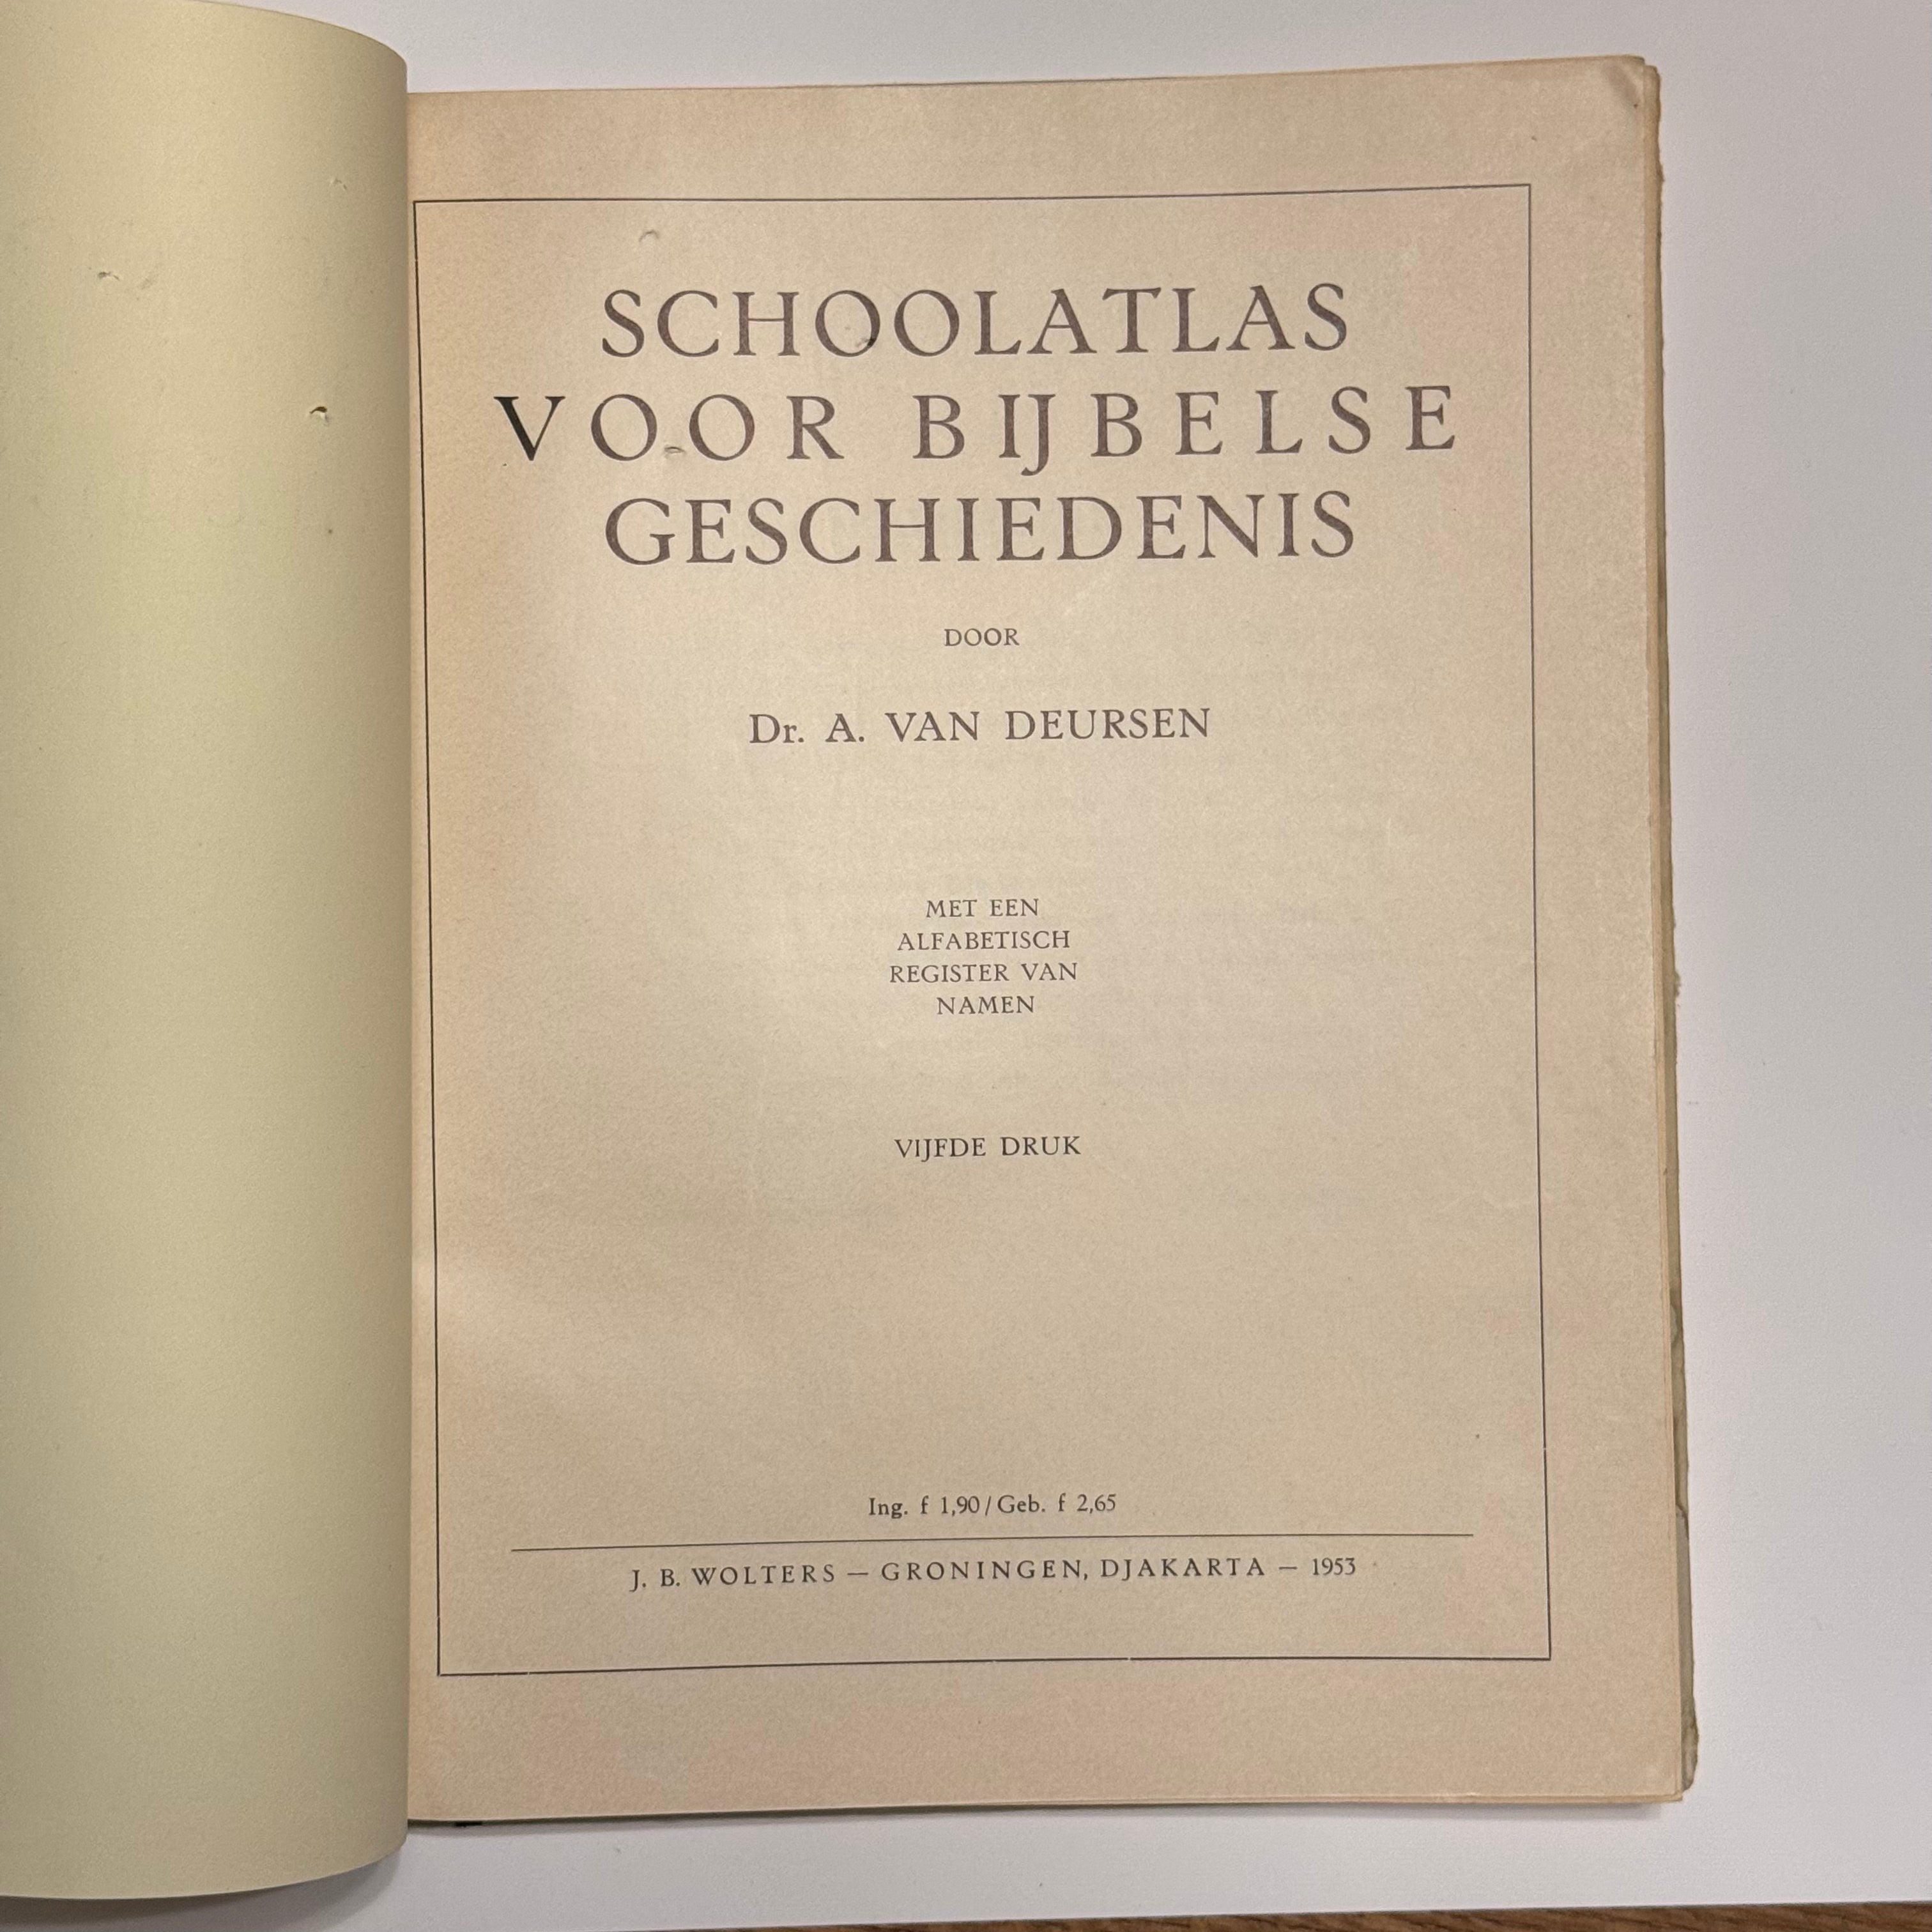 SCHOOLATLAS
VOOR BIJBELSE
GESCHIEDENIS
DOOR
Dr. A. VAN DEURSEN
MET EEN
ALFABETISCH
REGISTER VAN
NAMEN
VIJFDE DRUK
Ing. f 1,90 / Geb. f 2,65
J. B. WOLTERS — GRONINGEN, DJAKARTA — 1953